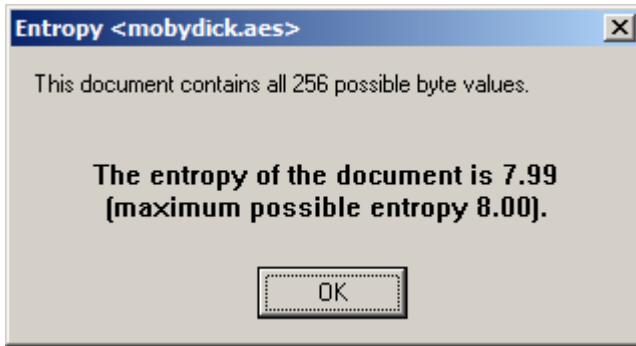 Entropy <mobydick.aes>
This document contains all 256 possible byte values.
The entropy of the document is 7.99
(maximum possible entropy 8.00).
OK